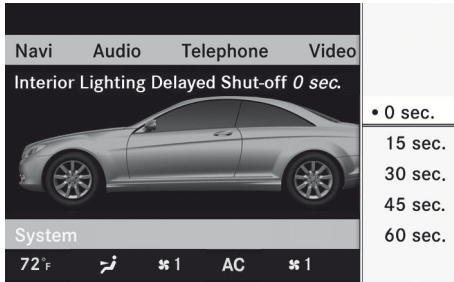 Navi Audio Telephone Video
Interior Lighting Delayed Shut-off 0 sec.
• 0 sec.
15 sec.
30 sec.
45 sec.
60 sec.
System
72°F 1 AC 1